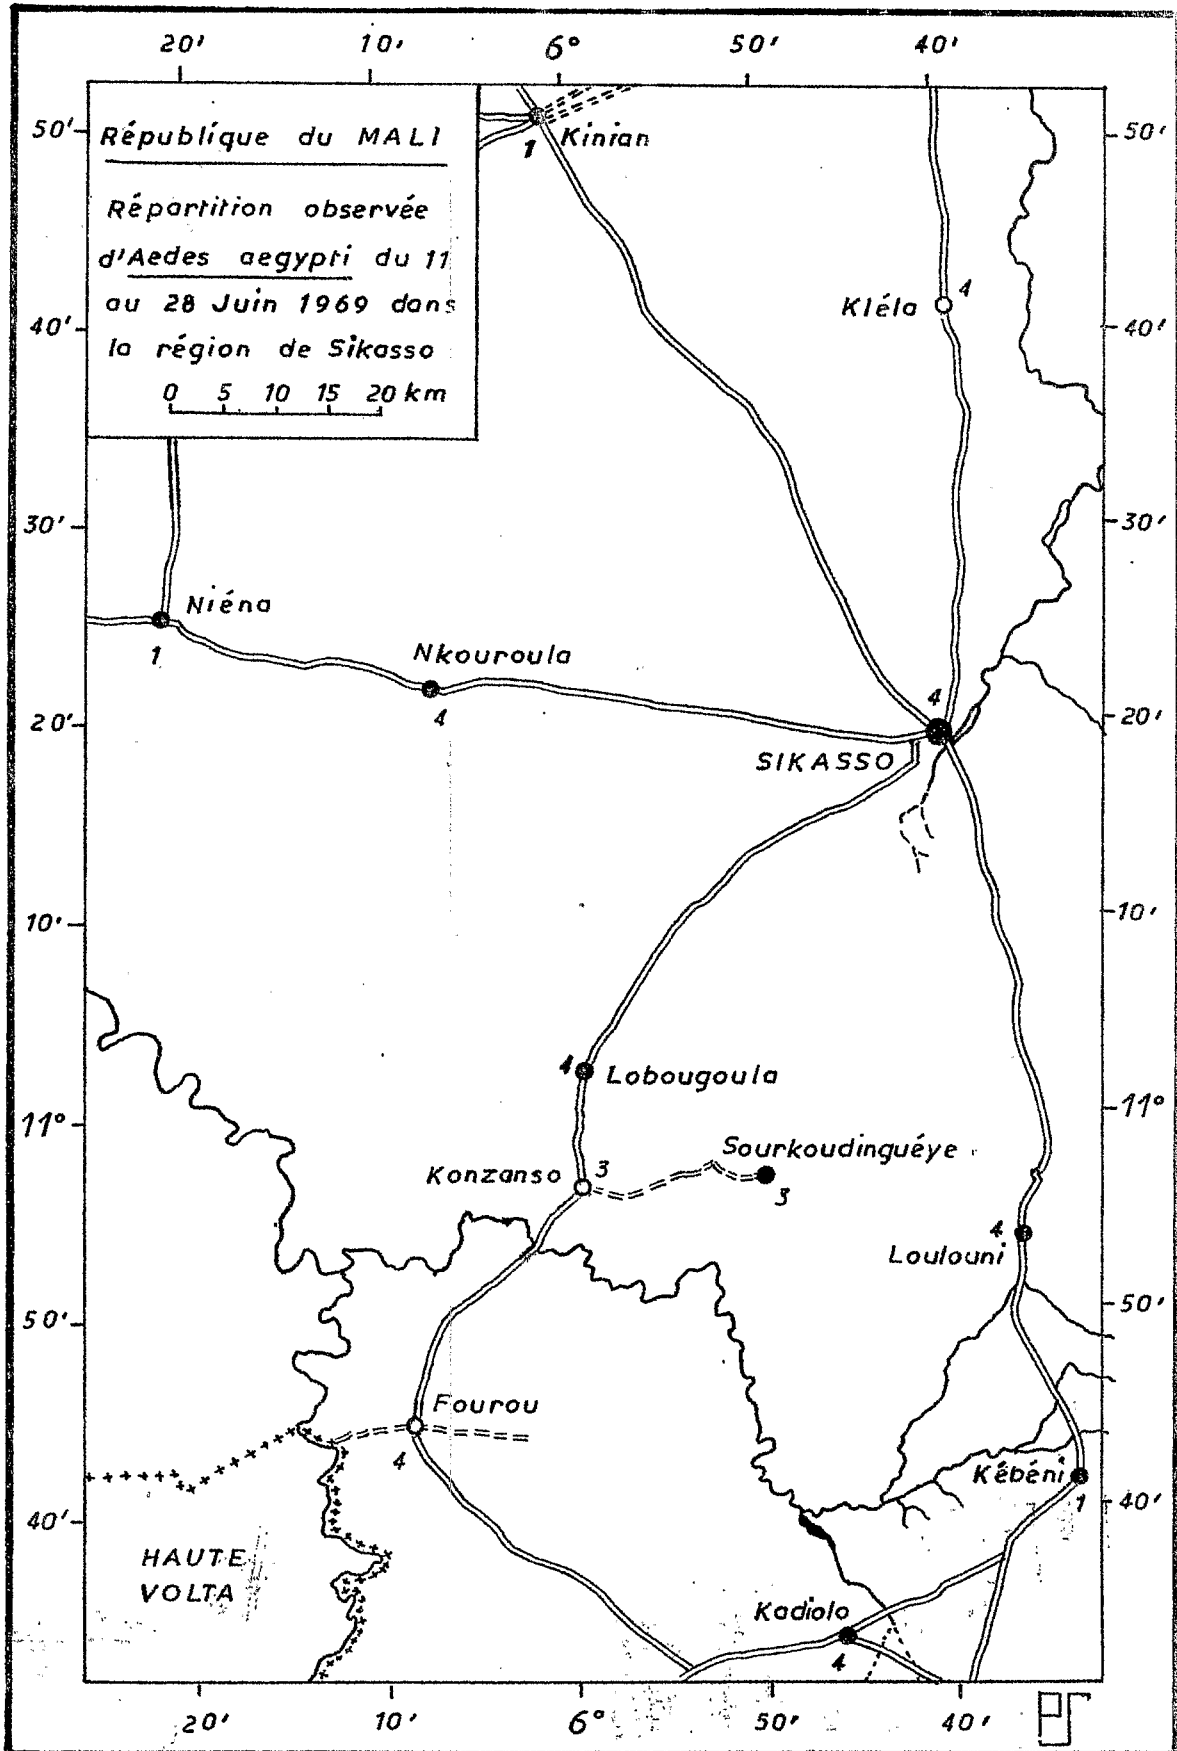 20' 10' 6° 50' 40'
République du MALI
Répartition observée
d'Aedes aegypti du 11
au 28 Juin 1969 dans
la région de Sikasso
0 5 10 15 20 km
50'
Kinian
1
50'
4
Kléla
40'
40'
30'
30'
Niéna
1
Nkouroula
4
4
20'
20'
SIKASSO
10'
10'
4 Lobougoula
11°
11°
Sourkoudinguéye
3
Konzanso 3
4
Loulouni
50'
50'
Fourou
4
Kébéni
1
40'
40'
HAUTE
VOLTA
Kadiolo
4
20' 10' 6° 50' 40'